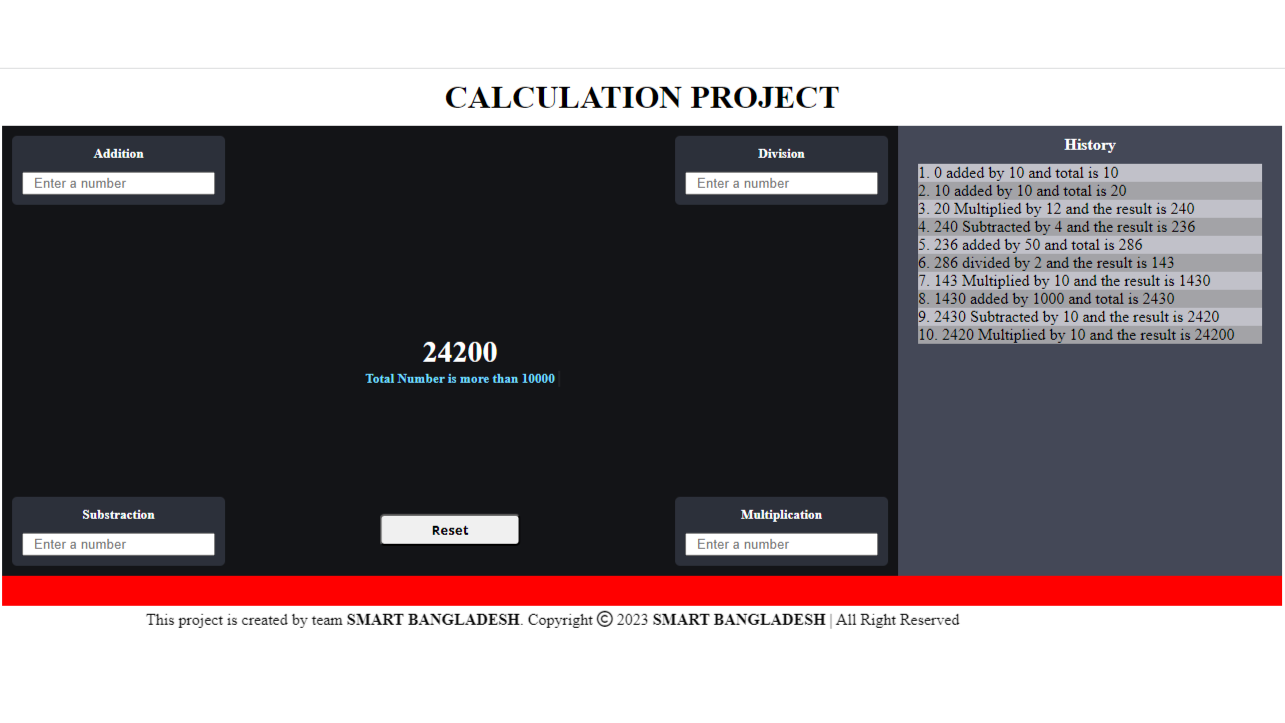 CALCULATION PROJECT
Addition
Enter a number
Division
Enter a number
24200
Total Number is more than 10000
Substraction
Enter a number
Reset
Multiplication
Enter a number
History
1. 0 added by 10 and total is 10
2. 10 added by 10 and total is 20
3. 20 Multiplied by 12 and the result is 240
4. 240 Subtracted by 4 and the result is 236
5. 236 added by 50 and total is 286
6. 286 divided by 2 and the result is 143
7. 143 Multiplied by 10 and the result is 1430
8. 1430 added by 1000 and total is 2430
9. 2430 Subtracted by 10 and the result is 2420
10. 2420 Multiplied by 10 and the result is 24200
This project is created by team SMART BANGLADESH. Copyright © 2023 SMART BANGLADESH | All Right Reserved